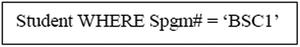 Student WHERE Spgm# = ‘BSC1’